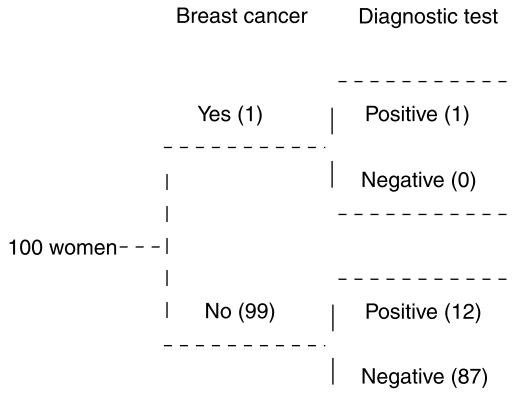 Breast cancer Diagnostic test
Yes (1) Positive (1)
Negative (0)
100 women
No (99) Positive (12)
Negative (87)